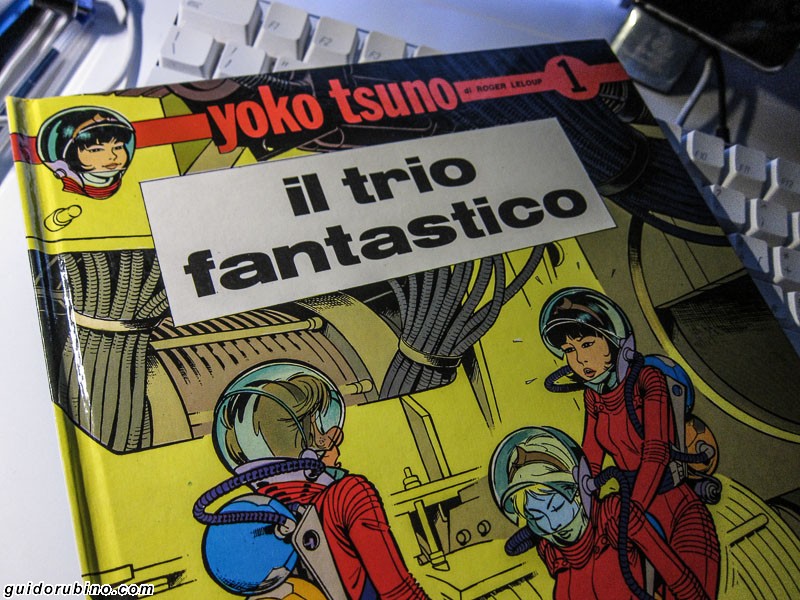 yoko tsuno
di ROGER LELOUP
1
il trio
fantastico
guidorubino.com